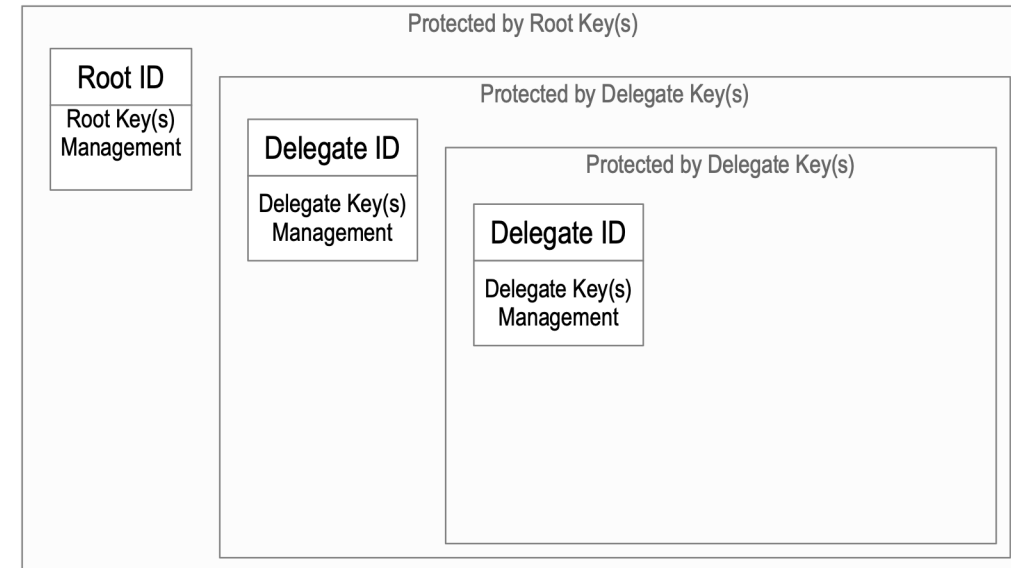 Protected by Root Key(s)
Root ID
Root Key(s)
Management
Protected by Delegate Key(s)
Delegate ID
Delegate Key(s)
Management
Protected by Delegate Key(s)
Delegate ID
Delegate Key(s)
Management